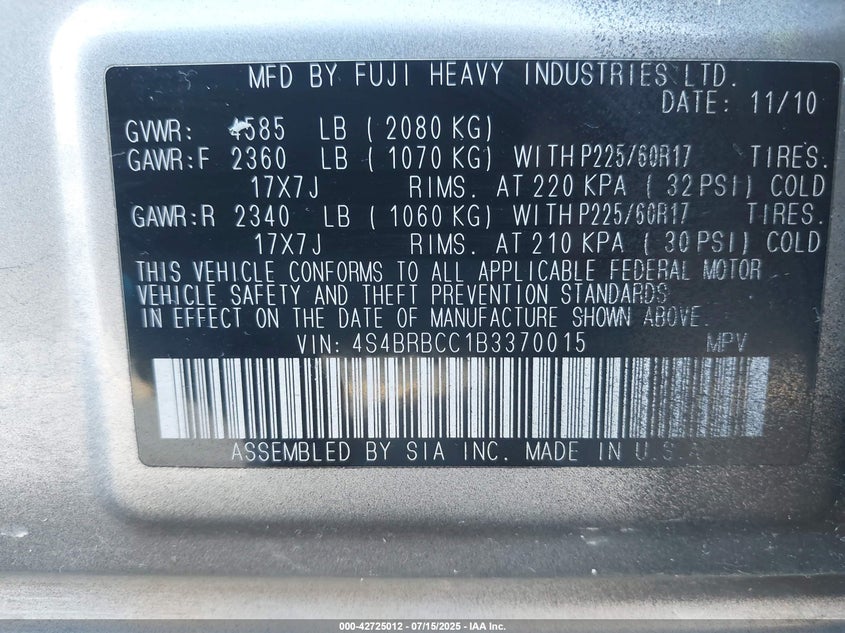 MFD BY FUJI HEAVY INDUSTRIES LTD.
DATE: 11/10
GVWR: 4585 LB ( 2080 KG)
GAWR:F 2360 LB ( 1070 KG) WITH P225/60R17 TIRES.
17X7J RIMS. AT 220 KPA ( 32 PSI) COLD
GAWR:R 2340 LB ( 1060 KG) WITH P225/60R17 TIRES.
17X7J RIMS. AT 210 KPA ( 30 PSI) COLD
THIS VEHICLE CONFORMS TO ALL APPLICABLE FEDERAL MOTOR
VEHICLE SAFETY AND THEFT PREVENTION STANDARDS
IN EFFECT ON THE DATE OF MANUFACTURE SHOWN ABOVE.
VIN: 4S4BRBCC1B3370015 MPV
ASSEMBLED BY SIA INC. MADE IN U.S.A
000-42725012 - 07/15/2025 - IAA Inc.